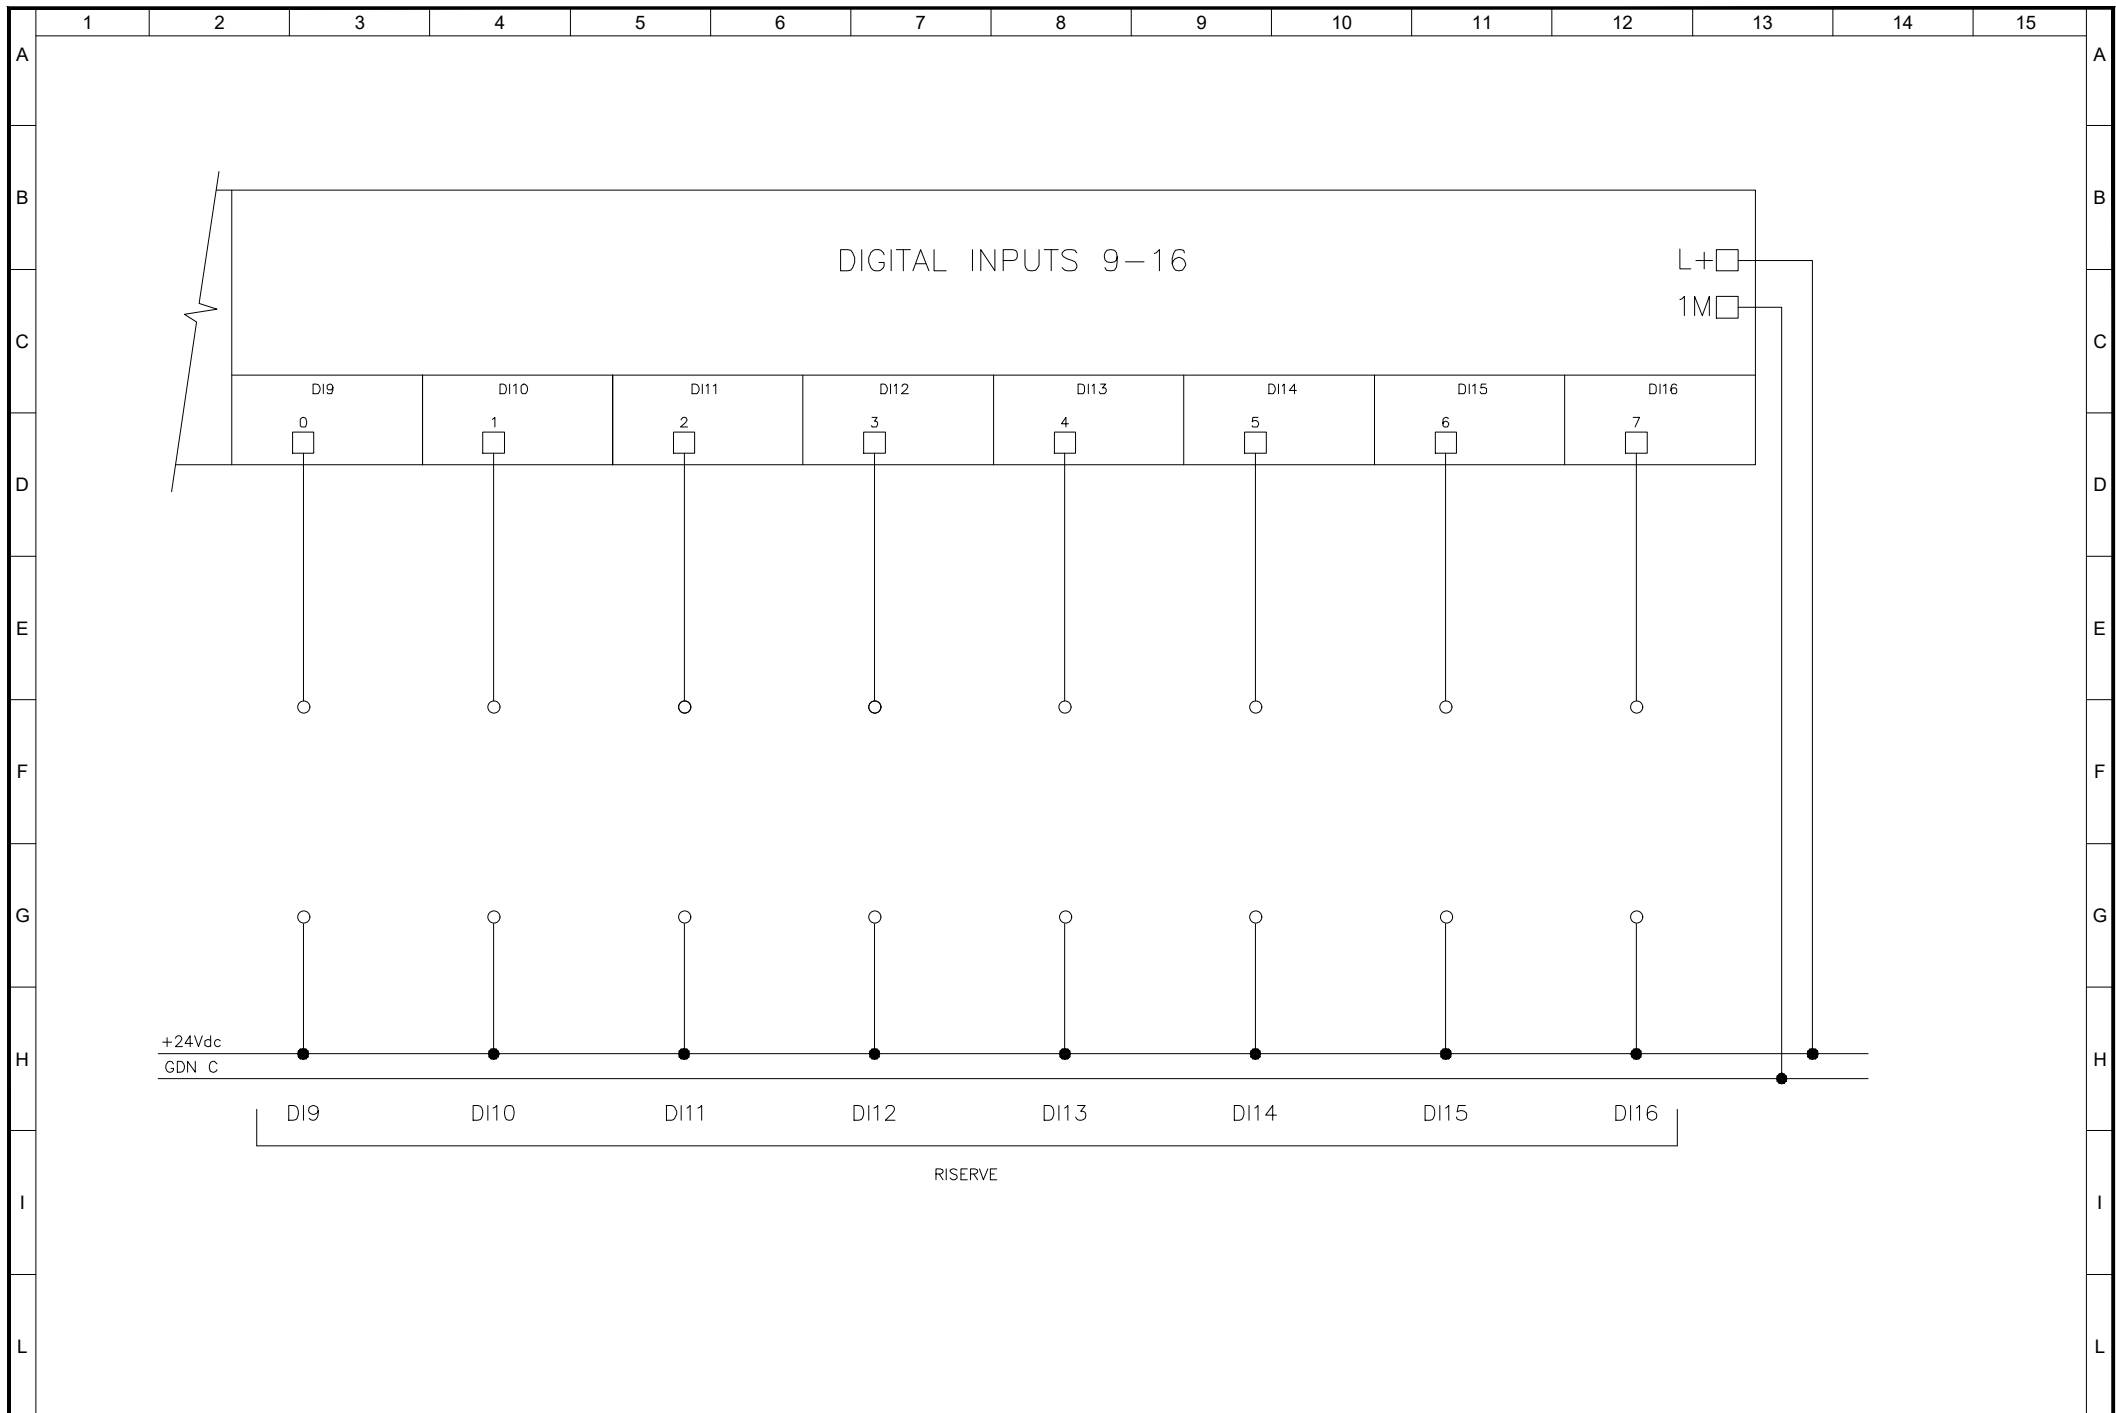 1 2 3 4 5 6 7 8 9 10 11 12 13 14 15
A A
B B
DIGITAL INPUTS 9-16 L+
1M
C C
DI9 DI10 DI11 DI12 DI13 DI14 DI15 DI16
0 1 2 3 4 5 6 7
D D
E E
F F
G G
+24Vdc
H H
GDN C
DI9 DI10 DI11 DI12 DI13 DI14 DI15 DI16
RISERVE
I I
L L